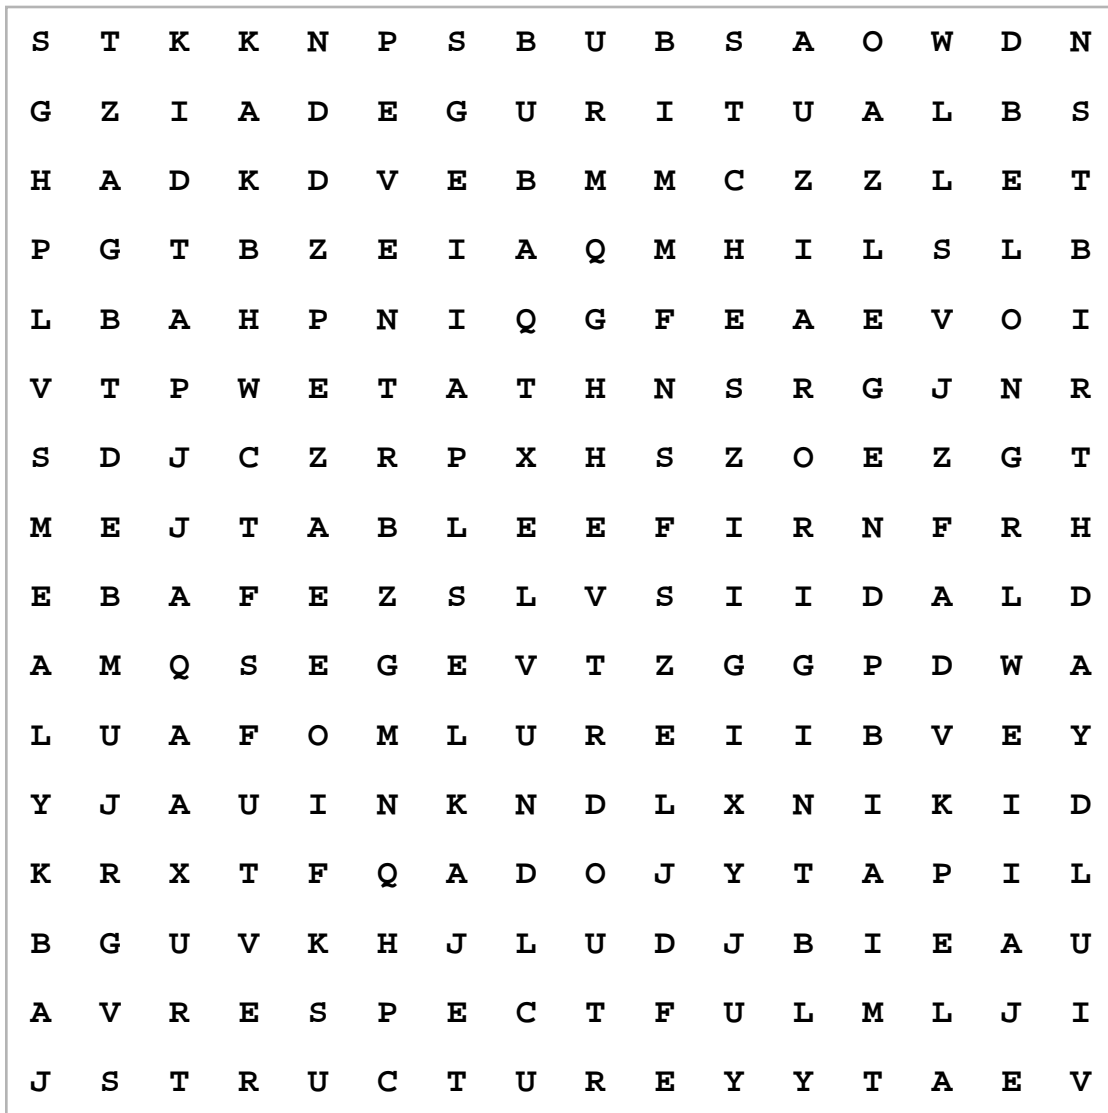 S T K K N P S B U B S A O W D N
G Z I A D E G U R I T U A L B S
H A D K D V E B M M C Z Z L E T
P G T B Z E I A Q M H I L S L B
L B A H P N I Q G F E A E V O I
V T P W E T A T H N S R G J N R
S D J C Z R P X H S Z O E Z G T
M E J T A B L E E F I R N F R H
E B A F E Z S L V S I I D A L D
A M Q S E G E V T Z G G P D W A
L U A F O M L U R E I I B V E Y
Y J A U I N K N D L X N I K I D
K R X T F Q A D O J Y T A P I L
B G U V K H J L U D J B I E A U
A V R E S P E C T F U L M L J I
J S T R U C T U R E Y Y T A E V